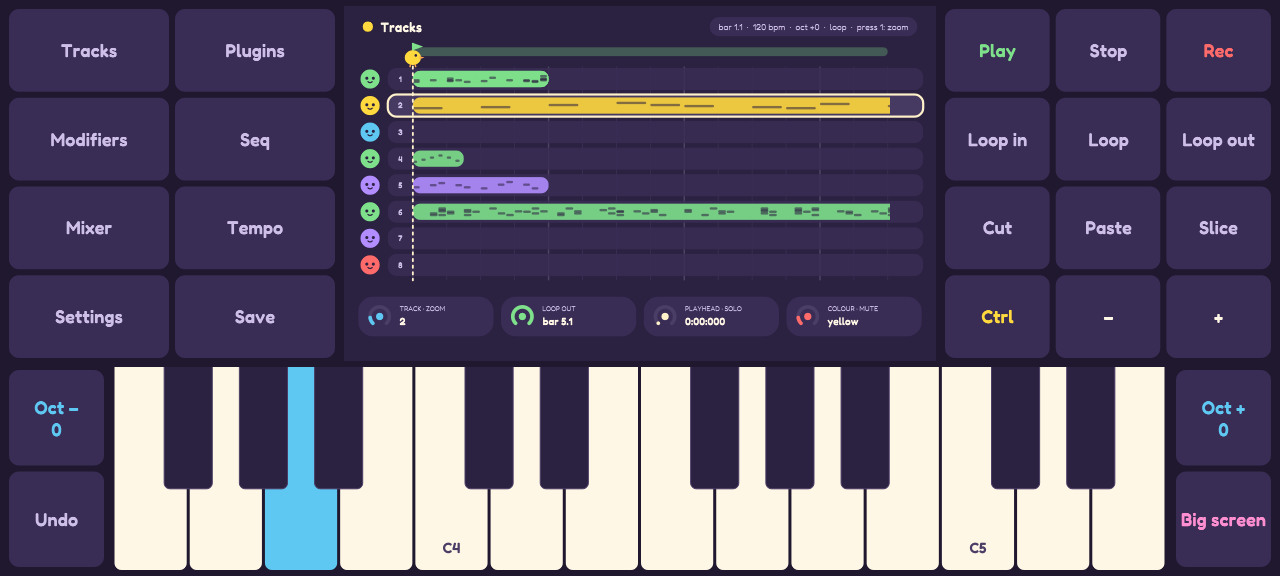 Tracks
Plugins
Modifiers
Seq
Mixer
Tempo
Settings
Save
Tracks
bar 1.1 · 120 bpm · oct +0 · loop · press 1: zoom
1
2
3
4
5
6
7
8
TRACK · ZOOM
2
LOOP OUT
bar 5.1
PLAYHEAD · SOLO
0:00:000
COLOUR · MUTE
yellow
Play
Stop
Rec
Loop in
Loop
Loop out
Cut
Paste
Slice
Ctrl
–
+
Oct –
0
Undo
C4
C5
Oct +
0
Big screen